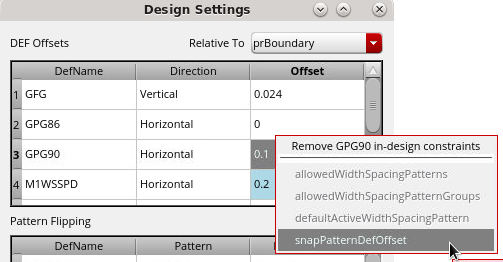 Design Settings
DEF Offsets Relative To prBoundary
DefName Direction Offset
1 GFG Vertical 0.024
2 GPG86 Horizontal 0
3 GPG90 Horizontal 0.1
4 M1WSSPD Horizontal 0.2
Remove GPG90 in-design constraints
allowedWidthSpacingPatterns
allowedWidthSpacingPatternGroups
defaultActiveWidthSpacingPattern
snapPatternDefOffset
Pattern Flipping
DefName Pattern